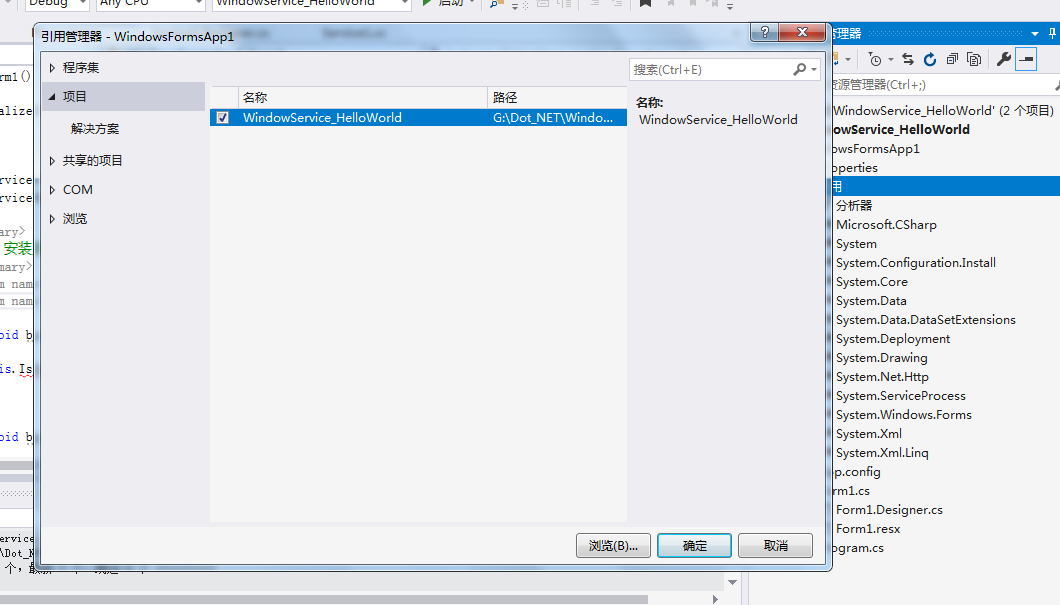 Debug Any CPU WindowService_HelloWorld 启动
引用管理器 - WindowsFormsApp1
程序集
项目
解决方案
共享的项目
COM
浏览
搜索(Ctrl+E)
名称 路径
WindowService_HelloWorld G:\Dot_NET\Windo...
名称:
WindowService_HelloWorld
浏览(B)... 确定 取消
rm1()
alize
rvice
rvice
ary>
安装
mary>
m nam
m nam
oid b
is.Is
oid b
ervice
\Dot_N
管理器
资源管理器(Ctrl+;)
WindowService_HelloWorld' (2 个项目)
owService_HelloWorld
owsFormsApp1
operties
用
分析器
Microsoft.CSharp
System
System.Configuration.Install
System.Core
System.Data
System.Data.DataSetExtensions
System.Deployment
System.Drawing
System.Net.Http
System.ServiceProcess
System.Windows.Forms
System.Xml
System.Xml.Linq
p.config
rm1.cs
Form1.Designer.cs
Form1.resx
ogram.cs